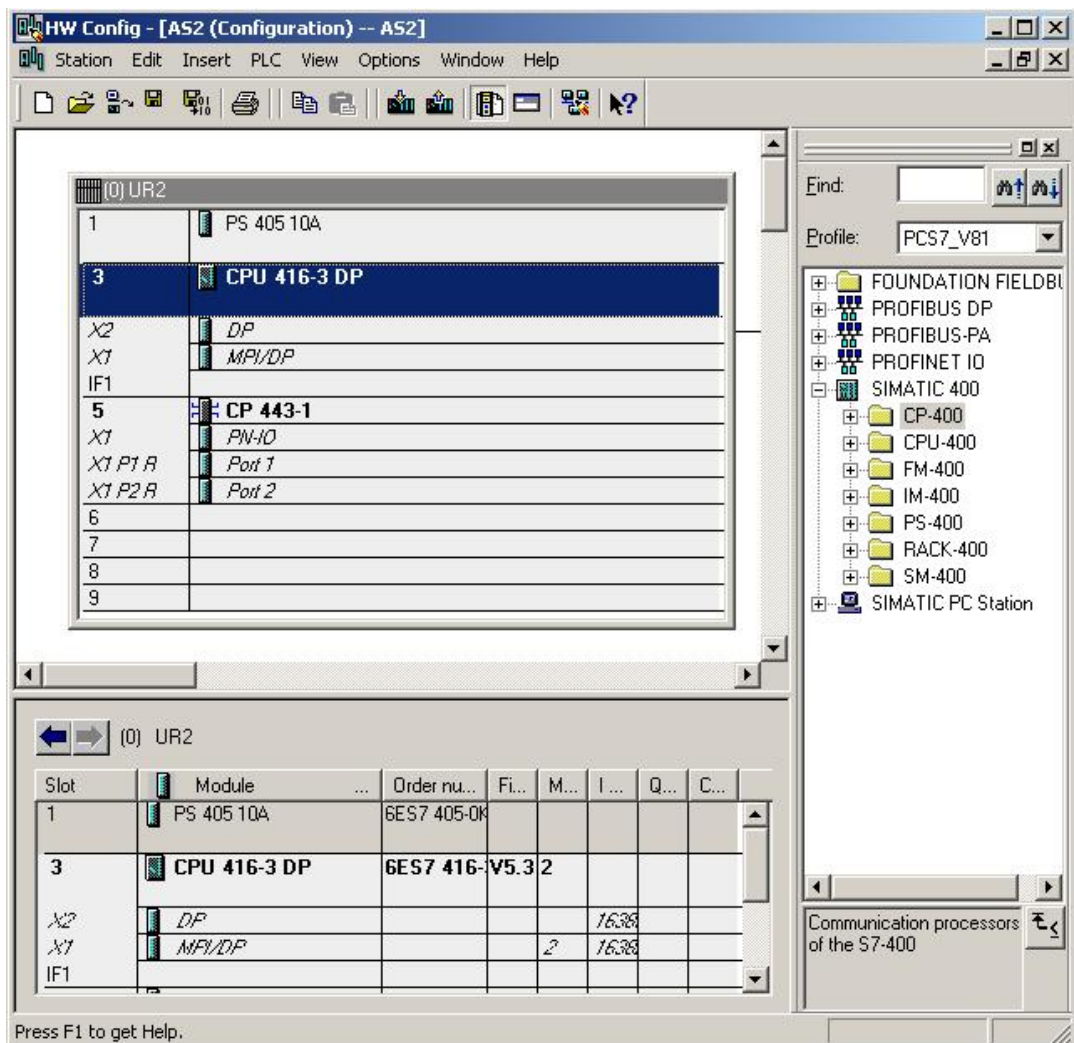 HW Config - [AS2 (Configuration) -- AS2]
Station Edit Insert PLC View Options Window Help
(0) UR2
1 PS 405 10A
3 CPU 416-3 DP
X2 DP
X1 MPI/DP
IF1
5 CP 443-1
X1 PN-IO
X1 P1 R Port 1
X1 P2 R Port 2
6
7
8
9
Find:
Profile: PCS7_V81
FOUNDATION FIELDBU
PROFIBUS DP
PROFIBUS-PA
PROFINET IO
SIMATIC 400
CP-400
CPU-400
FM-400
IM-400
PS-400
RACK-400
SM-400
SIMATIC PC Station
Communication processors
of the S7-400
(0) UR2
Slot Module ... Order nu... Fi... M... I ... Q... C...
1 PS 405 10A 6ES7 405-0K
3 CPU 416-3 DP 6ES7 416- V5.3 2
X2 DP 1638
X1 MPI/DP 2 1638
IF1
Press F1 to get Help.